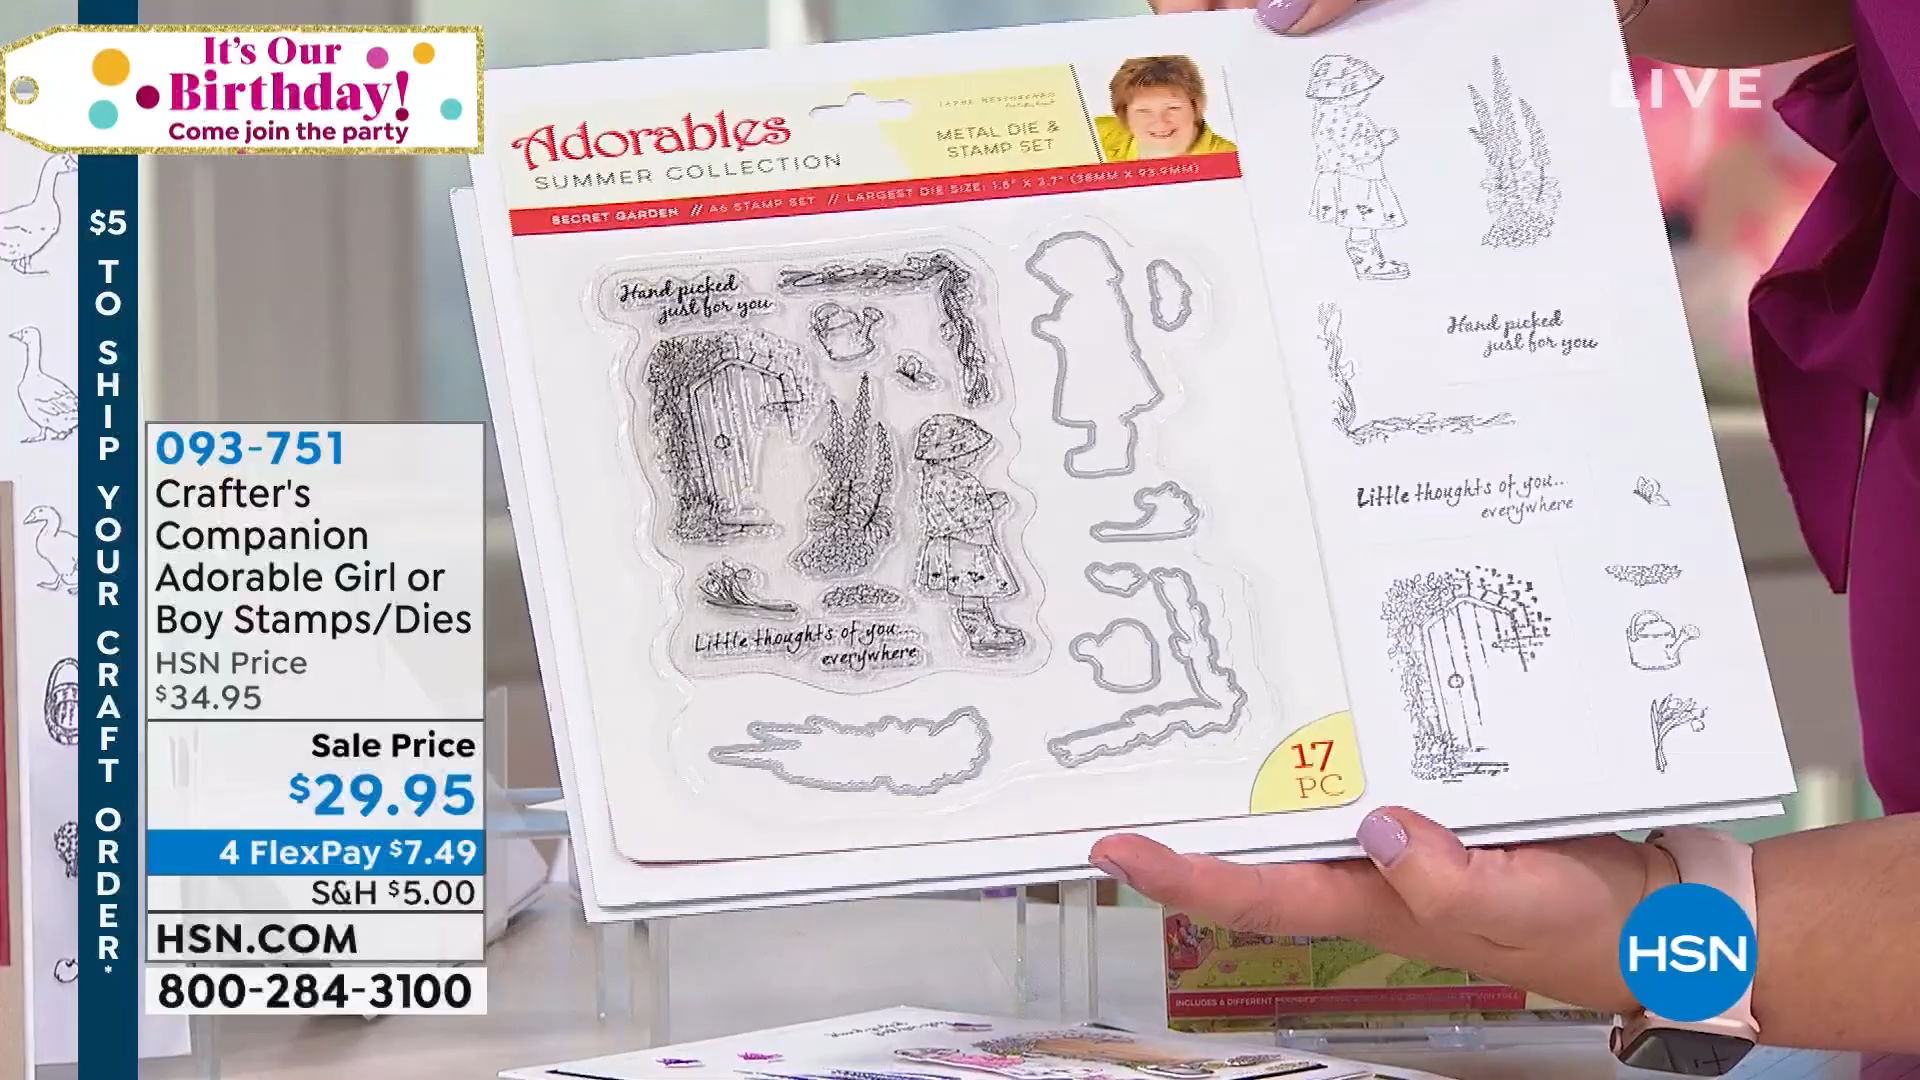 It's Our
Birthday!
Come join the party
LIVE
$5 TO SHIP YOUR CRAFT ORDER*
093-751
Crafter's
Companion
Adorable Girl or
Boy Stamps/Dies
HSN Price
$34.95
Sale Price
$29.95
4 FlexPay $7.49
S&H $5.00
HSN.COM
800-284-3100
Adorables
SUMMER COLLECTION
METAL DIE &
STAMP SET
SECRET GARDEN // A6 STAMP SET // LARGEST DIE SIZE: 1.5" X 3.7" (38MM X 93.9MM)
Hand picked
just for you
Little thoughts of you...
everywhere
17
PC
Hand picked
just for you
Little thoughts of you...
everywhere
INCLUDES 6 DIFFERENT
HSN